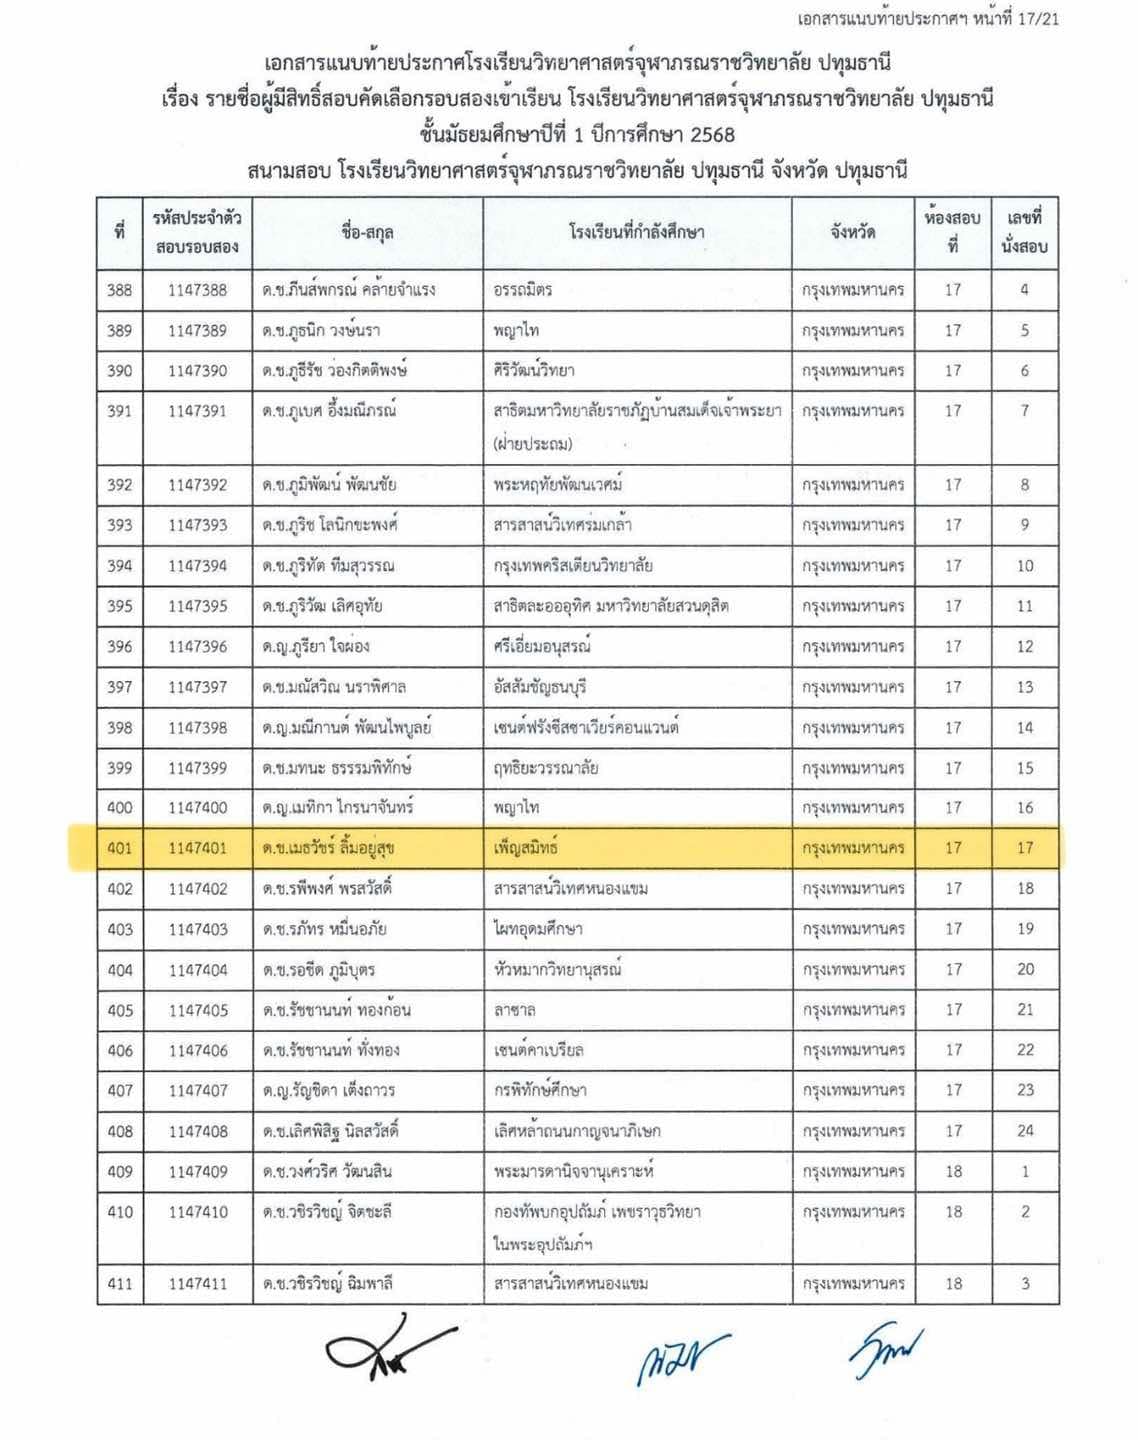 เอกสารแนบท้ายประกาศฯ หน้าที่ 17/21
เอกสารแนบท้ายประกาศโรงเรียนวิทยาศาสตร์จุฬาภรณราชวิทยาลัย ปทุมธานี
เรื่อง รายชื่อผู้มีสิทธิ์สอบคัดเลือกรอบสองเข้าเรียน โรงเรียนวิทยาศาสตร์จุฬาภรณราชวิทยาลัย ปทุมธานี
ชั้นมัธยมศึกษาปีที่ 1 ปีการศึกษา 2568
สนามสอบ โรงเรียนวิทยาศาสตร์จุฬาภรณราชวิทยาลัย ปทุมธานี จังหวัด ปทุมธานี
ที่ รหัสประจำตัวสอบรอบสอง ชื่อ-สกุล โรงเรียนที่กำลังศึกษา จังหวัด ห้องสอบที่ เลขที่นั่งสอบ
388 1147388 ด.ช.ภีนส์พกรณ์ คล้ายจำแรง อรรถมิตร กรุงเทพมหานคร 17 4
389 1147389 ด.ช.ภูธนิก วงษ์นรา พญาไท กรุงเทพมหานคร 17 5
390 1147390 ด.ช.ภูธีรัช ว่องกิตติพงษ์ ศิริวัฒน์วิทยา กรุงเทพมหานคร 17 6
391 1147391 ด.ช.ภูเบศ อึ้งมณีภรณ์ สาธิตมหาวิทยาลัยราชภัฏบ้านสมเด็จเจ้าพระยา กรุงเทพมหานคร 17 7
(ฝ่ายประถม)
392 1147392 ด.ช.ภูมิพัฒน์ พัฒนชัย พระหฤทัยพัฒนเวศม์ กรุงเทพมหานคร 17 8
393 1147393 ด.ช.ภูริช โลนิกขะพงศ์ สารสาสน์วิเทศร่มเกล้า กรุงเทพมหานคร 17 9
394 1147394 ด.ช.ภูริทัต ทีมสุวรรณ กรุงเทพคริสเตียนวิทยาลัย กรุงเทพมหานคร 17 10
395 1147395 ด.ช.ภูริวัฒ เลิศอุทัย สาธิตละอออุทิศ มหาวิทยาลัยสวนดุสิต กรุงเทพมหานคร 17 11
396 1147396 ด.ญ.ภูรียา ใจผ่อง ศรีเอี่ยมอนุสรณ์ กรุงเทพมหานคร 17 12
397 1147397 ด.ช.มณัสวิณ นราพิศาล อัสสัมชัญธนบุรี กรุงเทพมหานคร 17 13
398 1147398 ด.ญ.มณีกานต์ พัฒนไพบูลย์ เซนต์ฟรังซีสซาเวียร์คอนแวนต์ กรุงเทพมหานคร 17 14
399 1147399 ด.ช.มทนะ ธรรรมพิทักษ์ ฤทธิยะวรรณาลัย กรุงเทพมหานคร 17 15
400 1147400 ด.ญ.เมทิกา ไกรนาจันทร์ พญาไท กรุงเทพมหานคร 17 16
401 1147401 ด.ช.เมธวัชร์ ลิ้มอยู่สุข เพ็ญสมิทธ์ กรุงเทพมหานคร 17 17
402 1147402 ด.ช.รพีพงศ์ พรสวัสดิ์ สารสาสน์วิเทศหนองแขม กรุงเทพมหานคร 17 18
403 1147403 ด.ช.รภัทร หมื่นอภัย ไผทอุดมศึกษา กรุงเทพมหานคร 17 19
404 1147404 ด.ช.รอซีด ภูมิบุตร หัวหมากวิทยานุสรณ์ กรุงเทพมหานคร 17 20
405 1147405 ด.ช.รัชชานนท์ ทองก้อน ลาซาล กรุงเทพมหานคร 17 21
406 1147406 ด.ช.รัชชานนท์ ทั่งทอง เซนต์คาเบรียล กรุงเทพมหานคร 17 22
407 1147407 ด.ญ.รัญชิดา เต็งถาวร กรพิทักษ์ศึกษา กรุงเทพมหานคร 17 23
408 1147408 ด.ช.เลิศพิสิฐ นิลสวัสดิ์ เลิศหล้าถนนกาญจนาภิเษก กรุงเทพมหานคร 17 24
409 1147409 ด.ช.วงศ์วริศ วัฒนสิน พระมารดานิจจานุเคราะห์ กรุงเทพมหานคร 18 1
410 1147410 ด.ช.วชิรวิชญ์ จิตชะลี กองทัพบกอุปถัมภ์ เพชราวุธวิทยา กรุงเทพมหานคร 18 2
ในพระอุปถัมภ์ฯ
411 1147411 ด.ช.วชิรวิชญ์ ฉิมพาลี สารสาสน์วิเทศหนองแขม กรุงเทพมหานคร 18 3